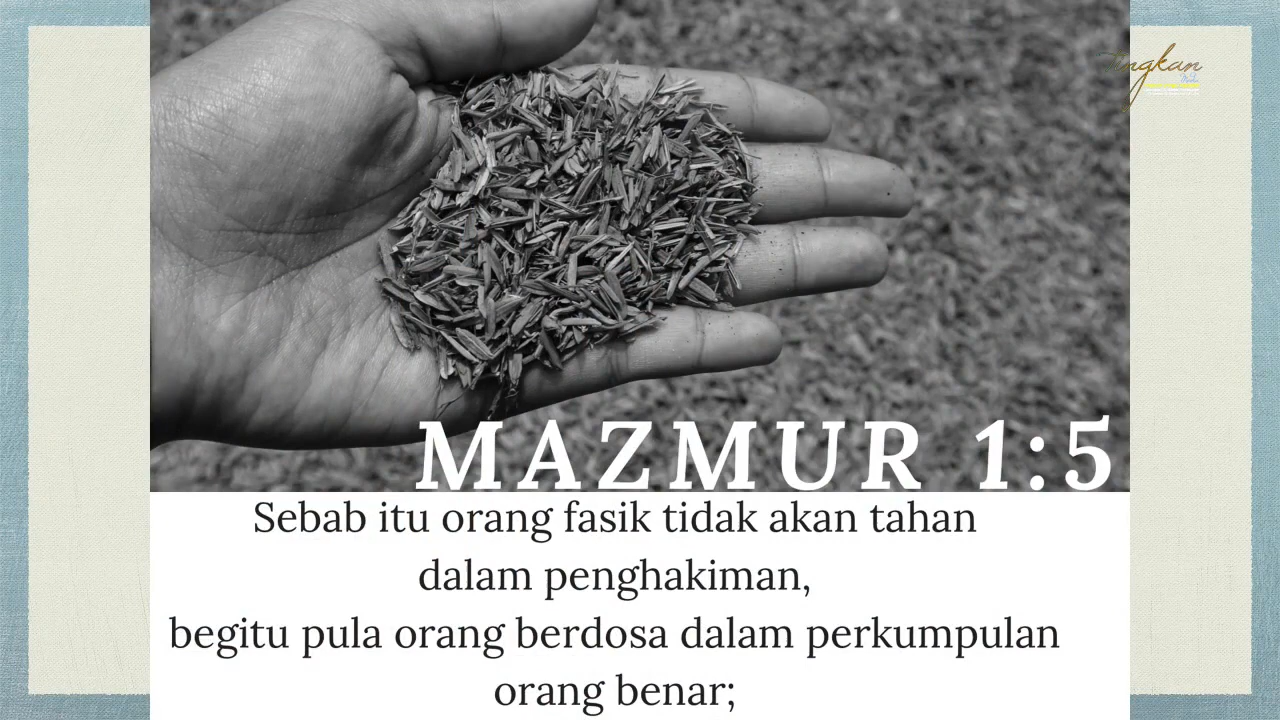 Tingkan
MAZMUR 1:5
Sebab itu orang fasik tidak akan tahan
dalam penghakiman,
begitu pula orang berdosa dalam perkumpulan
orang benar;